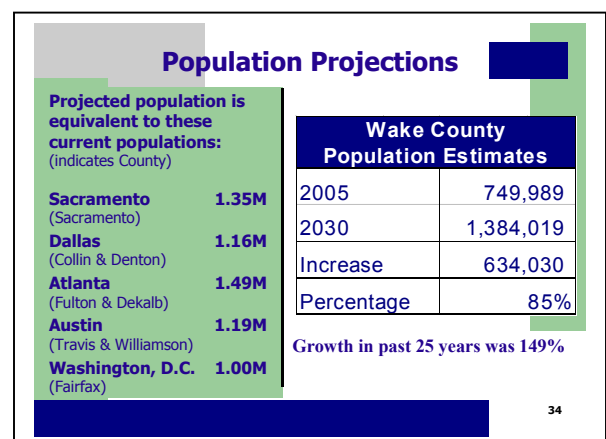 Population Projections
Projected population is
equivalent to these
current populations:
(indicates County)
Sacramento 1.35M
(Sacramento)
Dallas 1.16M
(Collin & Denton)
Atlanta 1.49M
(Fulton & Dekalb)
Austin 1.19M
(Travis & Williamson)
Washington, D.C. 1.00M
(Fairfax)
Wake County
Population Estimates
2005 749,989
2030 1,384,019
Increase 634,030
Percentage 85%
Growth in past 25 years was 149%
34